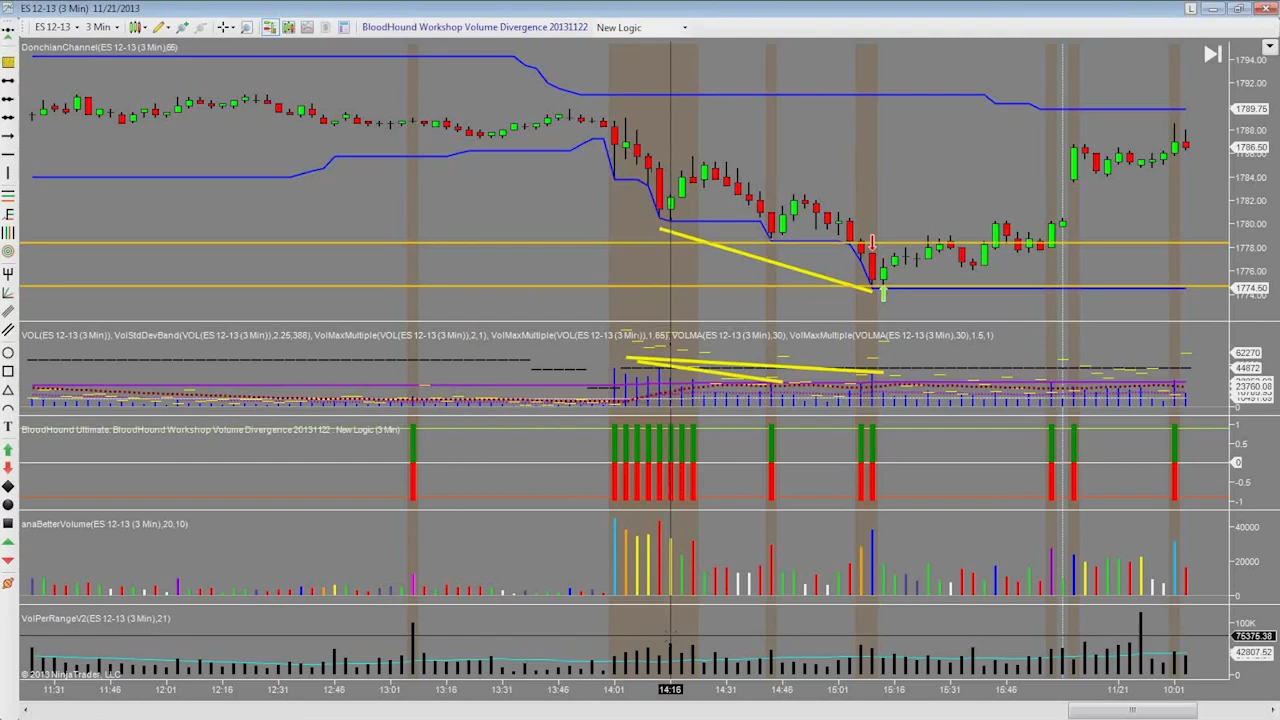 ES 12-13 (3 Min)  11/21/2013
L
ES 12-13 3 Min BloodHound Workshop Volume Divergence 20131122 New Logic
DonchianChannel(ES 12-13 (3 Min),66)
1794.00
1792.00
1789.75
1788.00
1786.50
1784.00
1782.00
1780.00
1778.00
1776.00
1774.50
VOL(ES 12-13 (3 Min)), VolStdDevBand(VOL(ES 12-13 (3 Min)),2.25,388), VolMaxMultiple(VOL(ES 12-13 (3 Min)),2,1), VolMaxMultiple(VOL(ES 12-13 (3 Min)),1.65), VOLMA(ES 12-13 (3 Min),30), VolMaxMultiple(VOLMA(ES 12-13 (3 Min),30),1.5,1)
62270
44872
0
BloodHound Ultimate: BloodHound Workshop Volume Divergence 20131122 : New Logic (3 Min)
1
0.5
0
-0.5
-1
anaBetterVolume(ES 12-13 (3 Min),20,10)
40000
20000
0
VolPerRangeV2(ES 12-13 (3 Min),21)
100K
76375.38
42807.52
0
© 2013 NinjaTrader, LLC
11:31 11:46 12:01 12:16 12:31 12:46 13:01 13:16 13:31 13:46 14:01 14:16 14:31 14:46 15:01 15:16 15:31 16:46 11/21 10:01